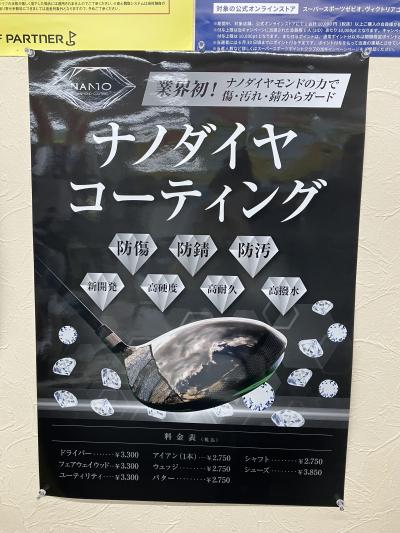 F PARTNER
対象の公式オンラインストア スーパースポーツゼビオ、ヴィクトリア
NANO
業界初！ ナノダイヤモンドの力で
傷・汚れ・錆からガード
ナノダイヤ
コーティング
防傷 防錆 防汚
新開発 高硬度 高耐久 高撥水
料金表（税込）
ドライバー……¥3.300 アイアン(1本)…¥2.750 シャフト……¥2.750
フェアウェイウッド…¥3.300 ウェッジ……¥2.750 シューズ……¥3.850
ユーティリティ……¥3.300 パター……¥2.750